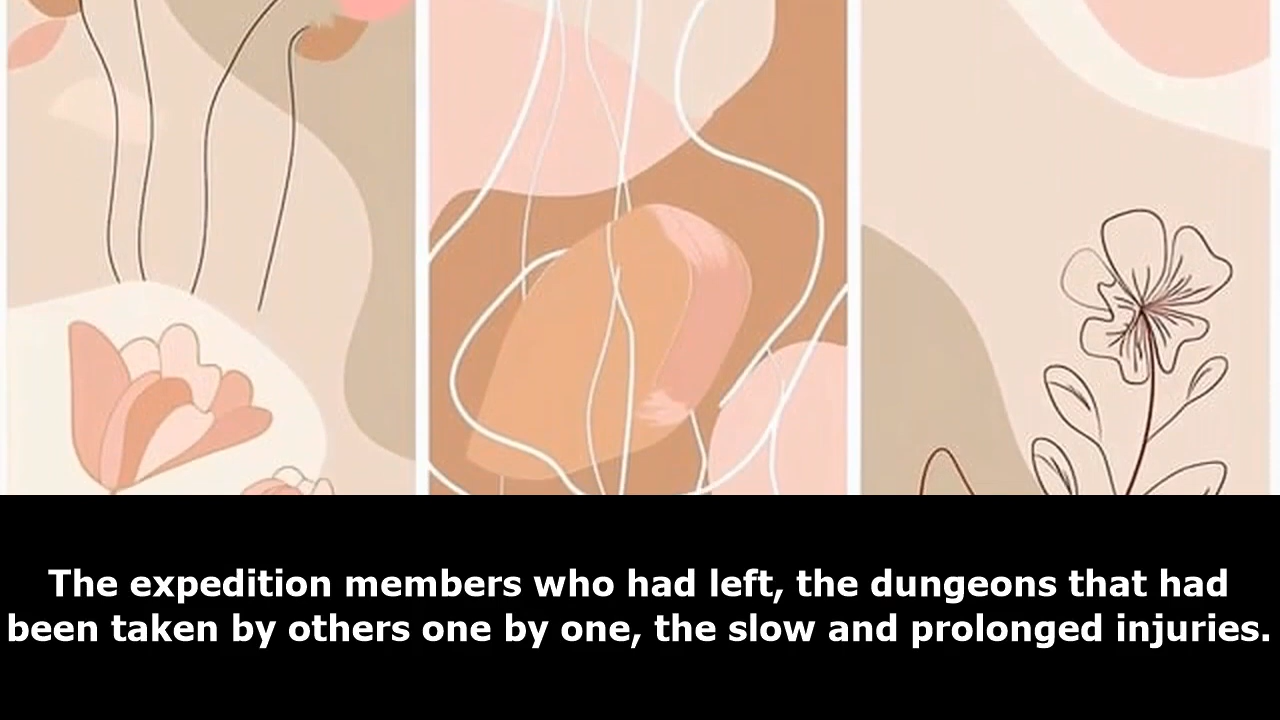 The expedition members who had left, the dungeons that had
been taken by others one by one, the slow and prolonged injuries.